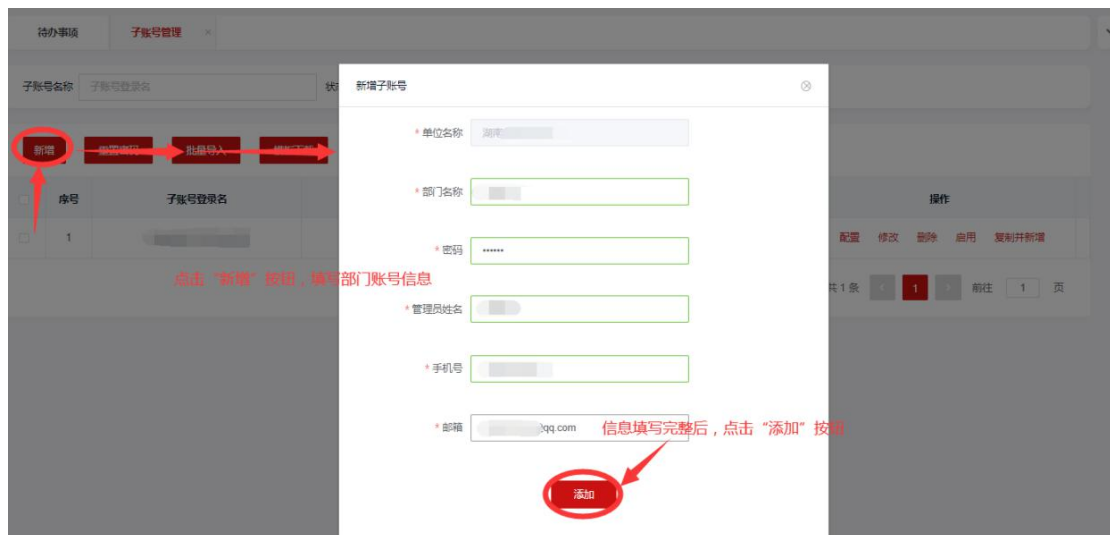 待办事项
子账号管理
子账号名称
子账号登录名
新增子账号
* 单位名称
湖南
新增
批量导入
* 部门名称
序号
子账号登录名
操作
1
* 密码
••••••
配置
修改
删除
启用
复制并新增
点击“新增”按钮,填写部门账号信息
共 1 条
1
前往
1
页
* 管理员姓名
* 手机号
* 邮箱
qq.com
信息填写完整后,点击“添加”按钮
添加